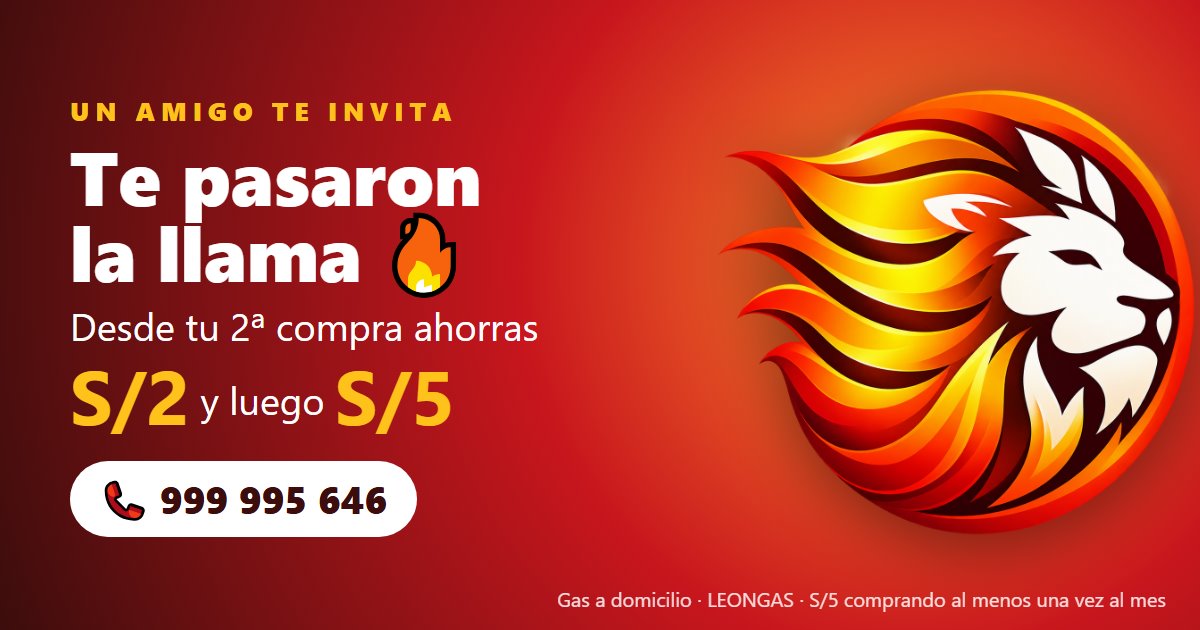 UN AMIGO TE INVITA
Te pasaron
la llama 🔥
Desde tu 2ª compra ahorras
S/2 y luego S/5
📞 999 995 646
Gas a domicilio · LEONGAS · S/5 comprando al menos una vez al mes